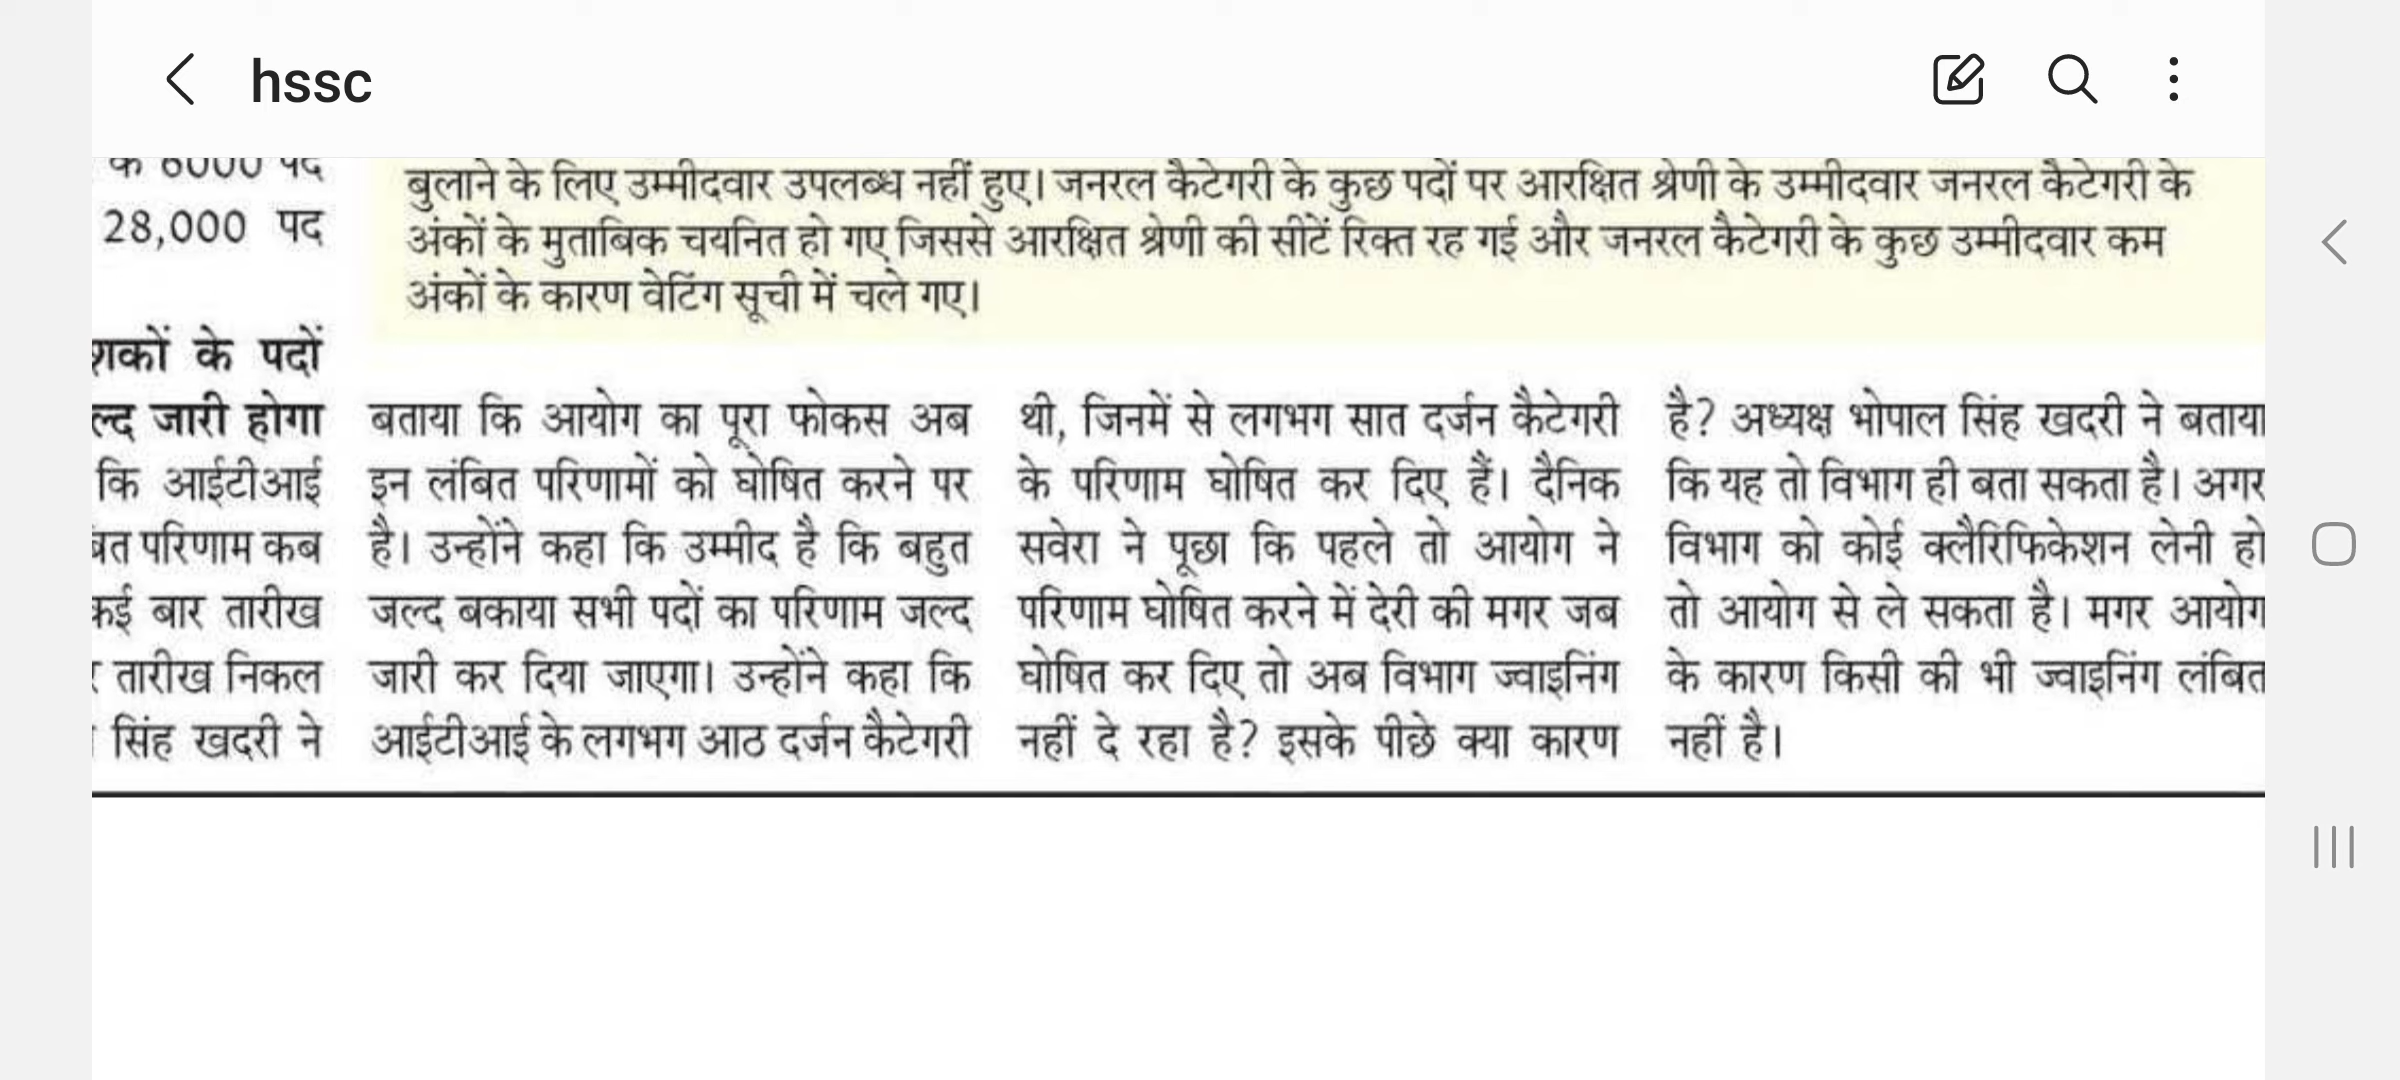 hssc
के 6000 पद
28,000 पद
बुलाने के लिए उम्मीदवार उपलब्ध नहीं हुए। जनरल कैटेगरी के कुछ पदों पर आरक्षित श्रेणी के उम्मीदवार जनरल कैटेगरी के
अंकों के मुताबिक चयनित हो गए जिससे आरक्षित श्रेणी की सीटें रिक्त रह गई और जनरल कैटेगरी के कुछ उम्मीदवार कम
अंकों के कारण वेटिंग सूची में चले गए।
के पदों
जारी होगा
कि आईटीआई
परिणाम कब
कई बार तारीख
तारीख निकल
सिंह खदरी ने
बताया कि आयोग का पूरा फोकस अब
इन लंबित परिणामों को घोषित करने पर
है। उन्होंने कहा कि उम्मीद है कि बहुत
जल्द बकाया सभी पदों का परिणाम जल्द
जारी कर दिया जाएगा। उन्होंने कहा कि
आईटीआई के लगभग आठ दर्जन कैटेगरी
थी, जिनमें से लगभग सात दर्जन कैटेगरी
के परिणाम घोषित कर दिए हैं। दैनिक
सवेरा ने पूछा कि पहले तो आयोग ने
परिणाम घोषित करने में देरी की मगर जब
घोषित कर दिए तो अब विभाग ज्वाइनिंग
नहीं दे रहा है? इसके पीछे क्या कारण
है? अध्यक्ष भोपाल सिंह खदरी ने बताया
कि यह तो विभाग ही बता सकता है। अगर
विभाग को कोई क्लैरिफिकेशन लेनी हो
तो आयोग से ले सकता है। मगर आयोग
के कारण किसी की भी ज्वाइनिंग लंबित
नहीं है।